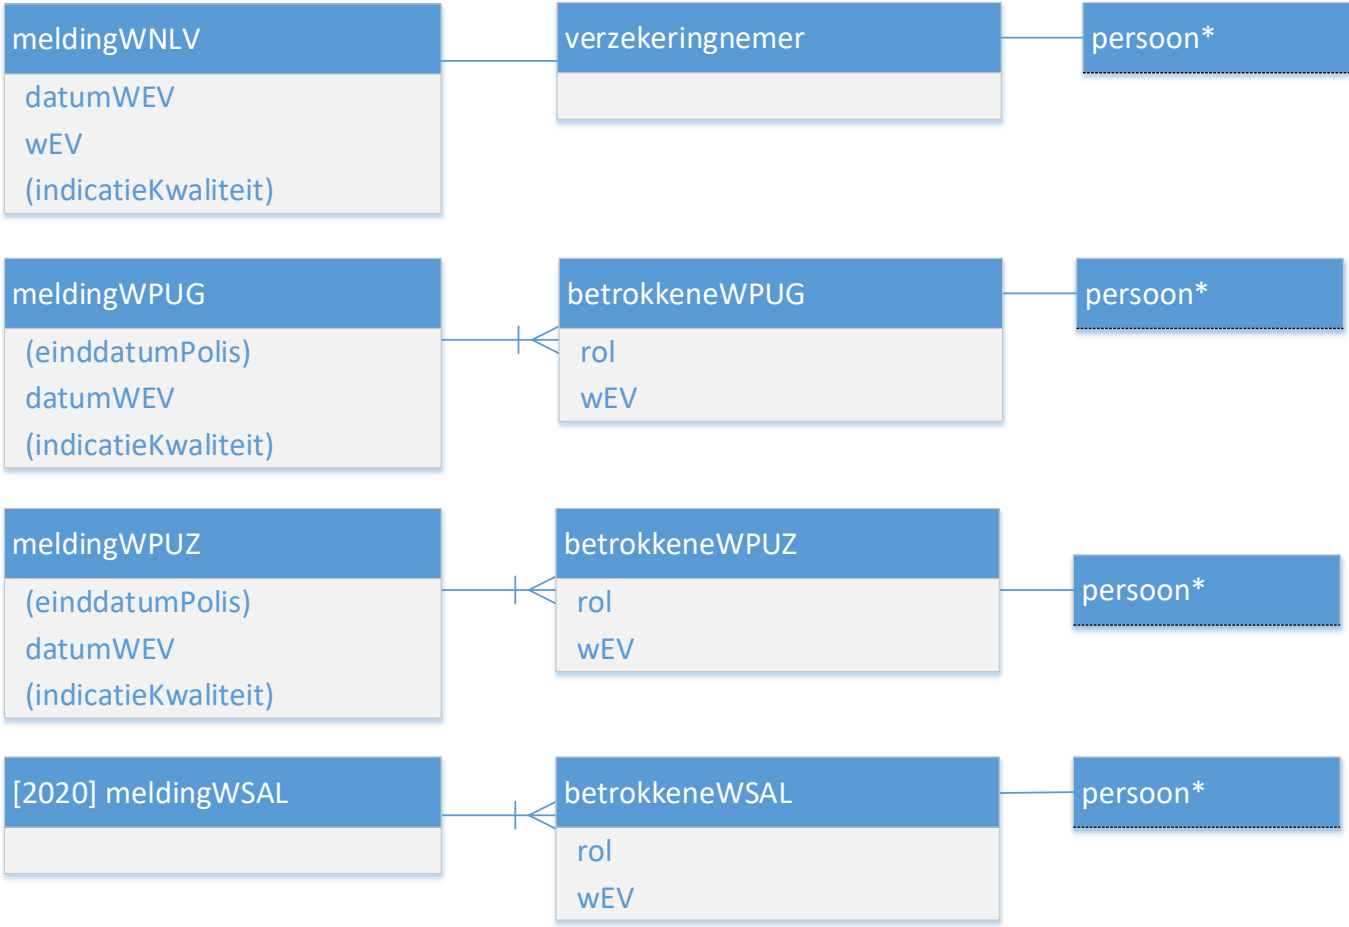 meldingWNLV
datumWEV
wEV
(indicatieKwaliteit)
verzekeringnemer
persoon*
meldingWPUG
(einddatumPolis)
datumWEV
(indicatieKwaliteit)
betrokkeneWPUG
rol
wEV
persoon*
meldingWPUZ
(einddatumPolis)
datumWEV
(indicatieKwaliteit)
betrokkeneWPUZ
rol
wEV
persoon*
[2020] meldingWSAL
betrokkeneWSAL
rol
wEV
persoon*